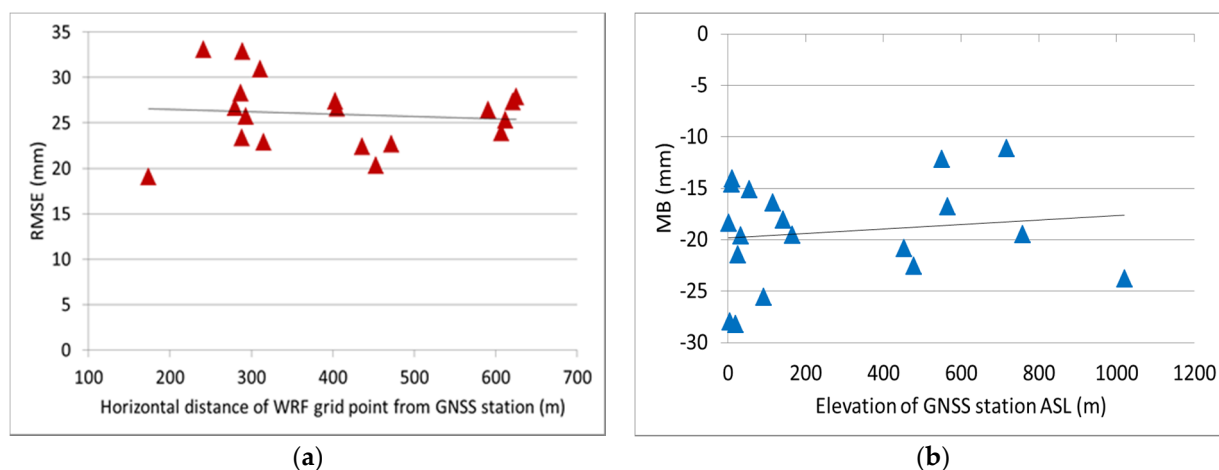 35
30
25
20
15
10
5
0
RMSE (mm)
100 200 300 400 500 600 700
Horizontal distance of WRF grid point from GNSS station (m)
(a)
0
-5
-10
-15
-20
-25
-30
MB (mm)
0 200 400 600 800 1000 1200
Elevation of GNSS station ASL (m)
(b)